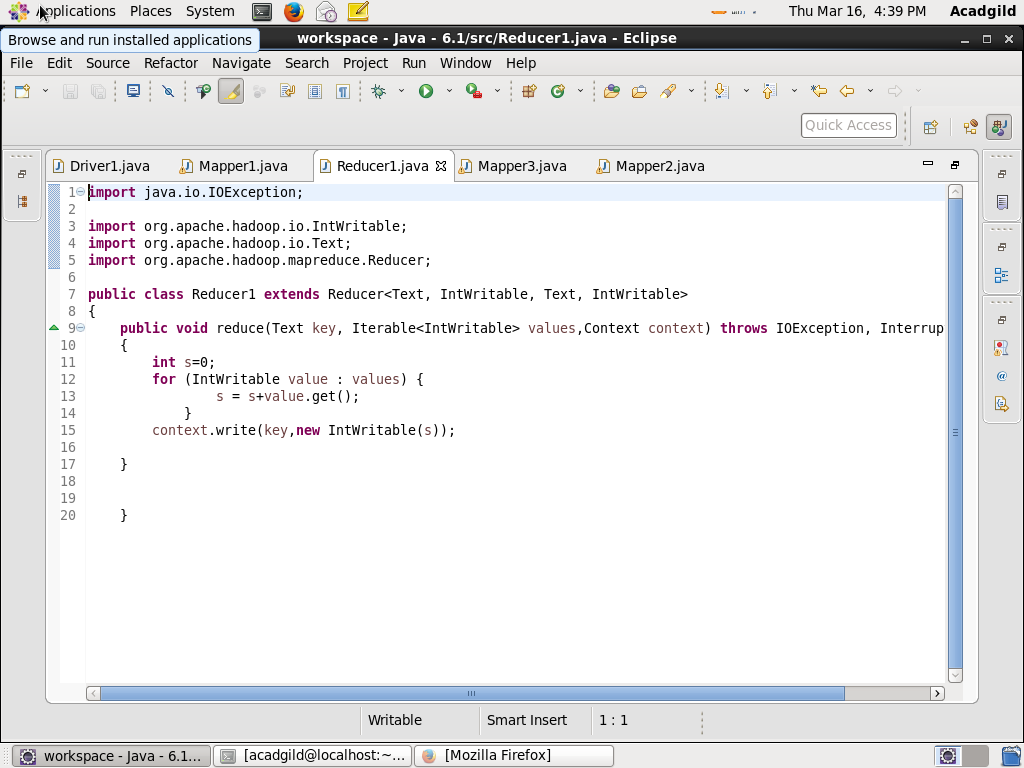 Applications Places System Thu Mar 16, 4:39 PM Acadgild
Browse and run installed applications
workspace - Java - 6.1/src/Reducer1.java - Eclipse
File Edit Source Refactor Navigate Search Project Run Window Help
Quick Access
Driver1.java Mapper1.java Reducer1.java Mapper3.java Mapper2.java
1 import java.io.IOException;
2
3 import org.apache.hadoop.io.IntWritable;
4 import org.apache.hadoop.io.Text;
5 import org.apache.hadoop.mapreduce.Reducer;
6
7 public class Reducer1 extends Reducer<Text, IntWritable, Text, IntWritable>
8 {
9 public void reduce(Text key, Iterable<IntWritable> values,Context context) throws IOException, Interrup
10 {
11 int s=0;
12 for (IntWritable value : values) {
13 s = s+value.get();
14 }
15 context.write(key,new IntWritable(s));
16
17 }
18
19
20 }
Writable Smart Insert 1 : 1
workspace - Java - 6.1... [acadgild@localhost:~... [Mozilla Firefox]